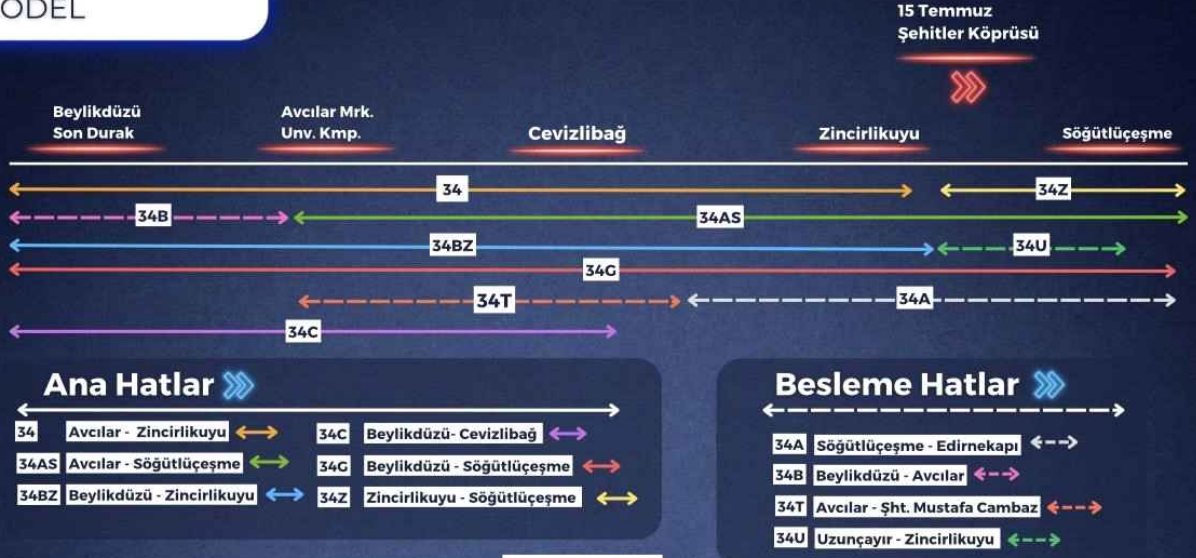 ODEL
15 Temmuz
Şehitler Köprüsü
Beylikdüzü
Son Durak
Avcılar Mrk.
Unv. Kmp.
Cevizlibağ
Zincirlikuyu
Söğütlüçeşme
34
34Z
34B
34AS
34BZ
34U
34G
34T
34A
34C
Ana Hatlar
34 Avcılar - Zincirlikuyu
34AS Avcılar - Söğütlüçeşme
34BZ Beylikdüzü - Zincirlikuyu
34C Beylikdüzü- Cevizlibağ
34G Beylikdüzü - Söğütlüçeşme
34Z Zincirlikuyu - Söğütlüçeşme
Besleme Hatlar
34A Söğütlüçeşme - Edirnekapı
34B Beylikdüzü - Avcılar
34T Avcılar - Şht. Mustafa Cambaz
34U Uzunçayır - Zincirlikuyu